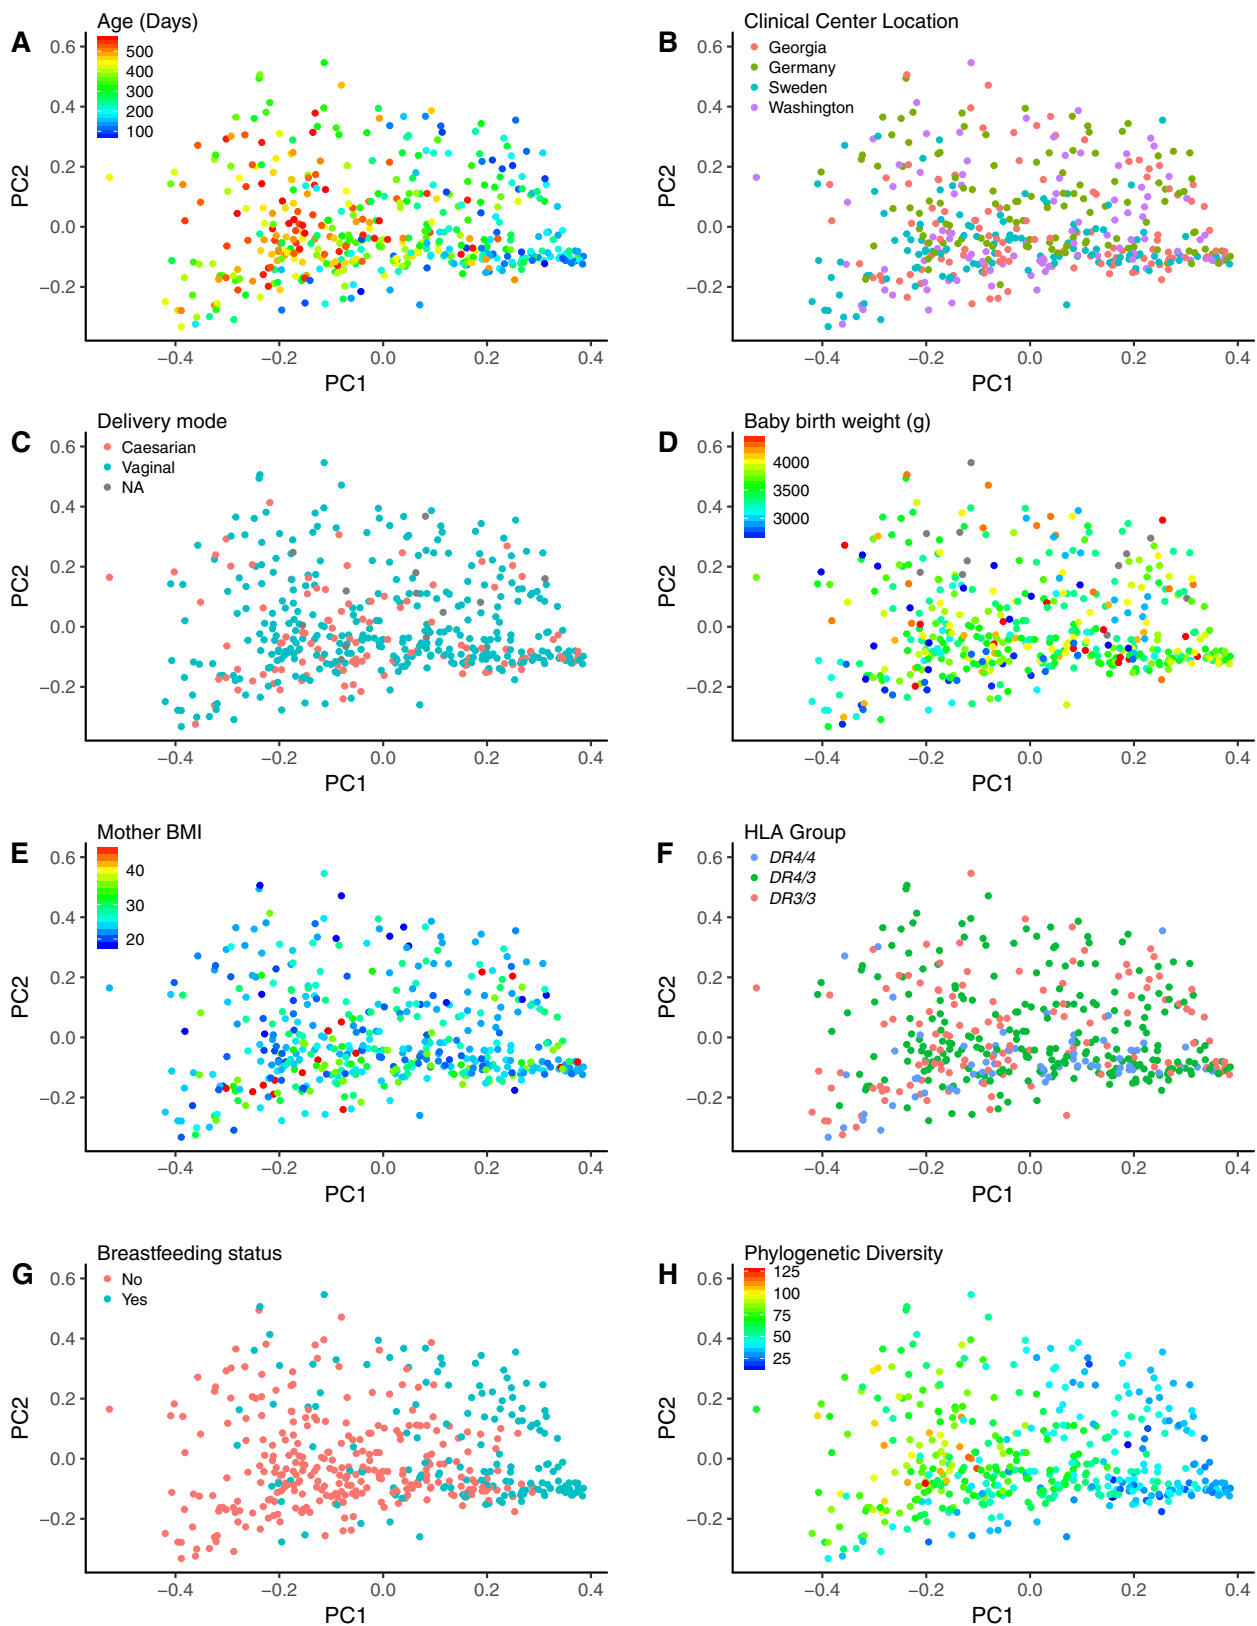 A
Age (Days)
500
400
300
200
100
PC2
0.6
0.4
0.2
0.0
−0.2
−0.4
−0.2
0.0
0.2
0.4
PC1
B
Clinical Center Location
Georgia
Germany
Sweden
Washington
PC2
0.6
0.4
0.2
0.0
−0.2
−0.4
−0.2
0.0
0.2
0.4
PC1
C
Delivery mode
Caesarian
Vaginal
NA
PC2
0.6
0.4
0.2
0.0
−0.2
−0.4
−0.2
0.0
0.2
0.4
PC1
D
Baby birth weight (g)
4000
3500
3000
PC2
0.6
0.4
0.2
0.0
−0.2
−0.4
−0.2
0.0
0.2
0.4
PC1
E
Mother BMI
40
30
20
PC2
0.6
0.4
0.2
0.0
−0.2
−0.4
−0.2
0.0
0.2
0.4
PC1
F
HLA Group
DR4/4
DR4/3
DR3/3
PC2
0.6
0.4
0.2
0.0
−0.2
−0.4
−0.2
0.0
0.2
0.4
PC1
G
Breastfeeding status
No
Yes
PC2
0.6
0.4
0.2
0.0
−0.2
−0.4
−0.2
0.0
0.2
0.4
PC1
H
Phylogenetic Diversity
125
100
75
50
25
PC2
0.6
0.4
0.2
0.0
−0.2
−0.4
−0.2
0.0
0.2
0.4
PC1